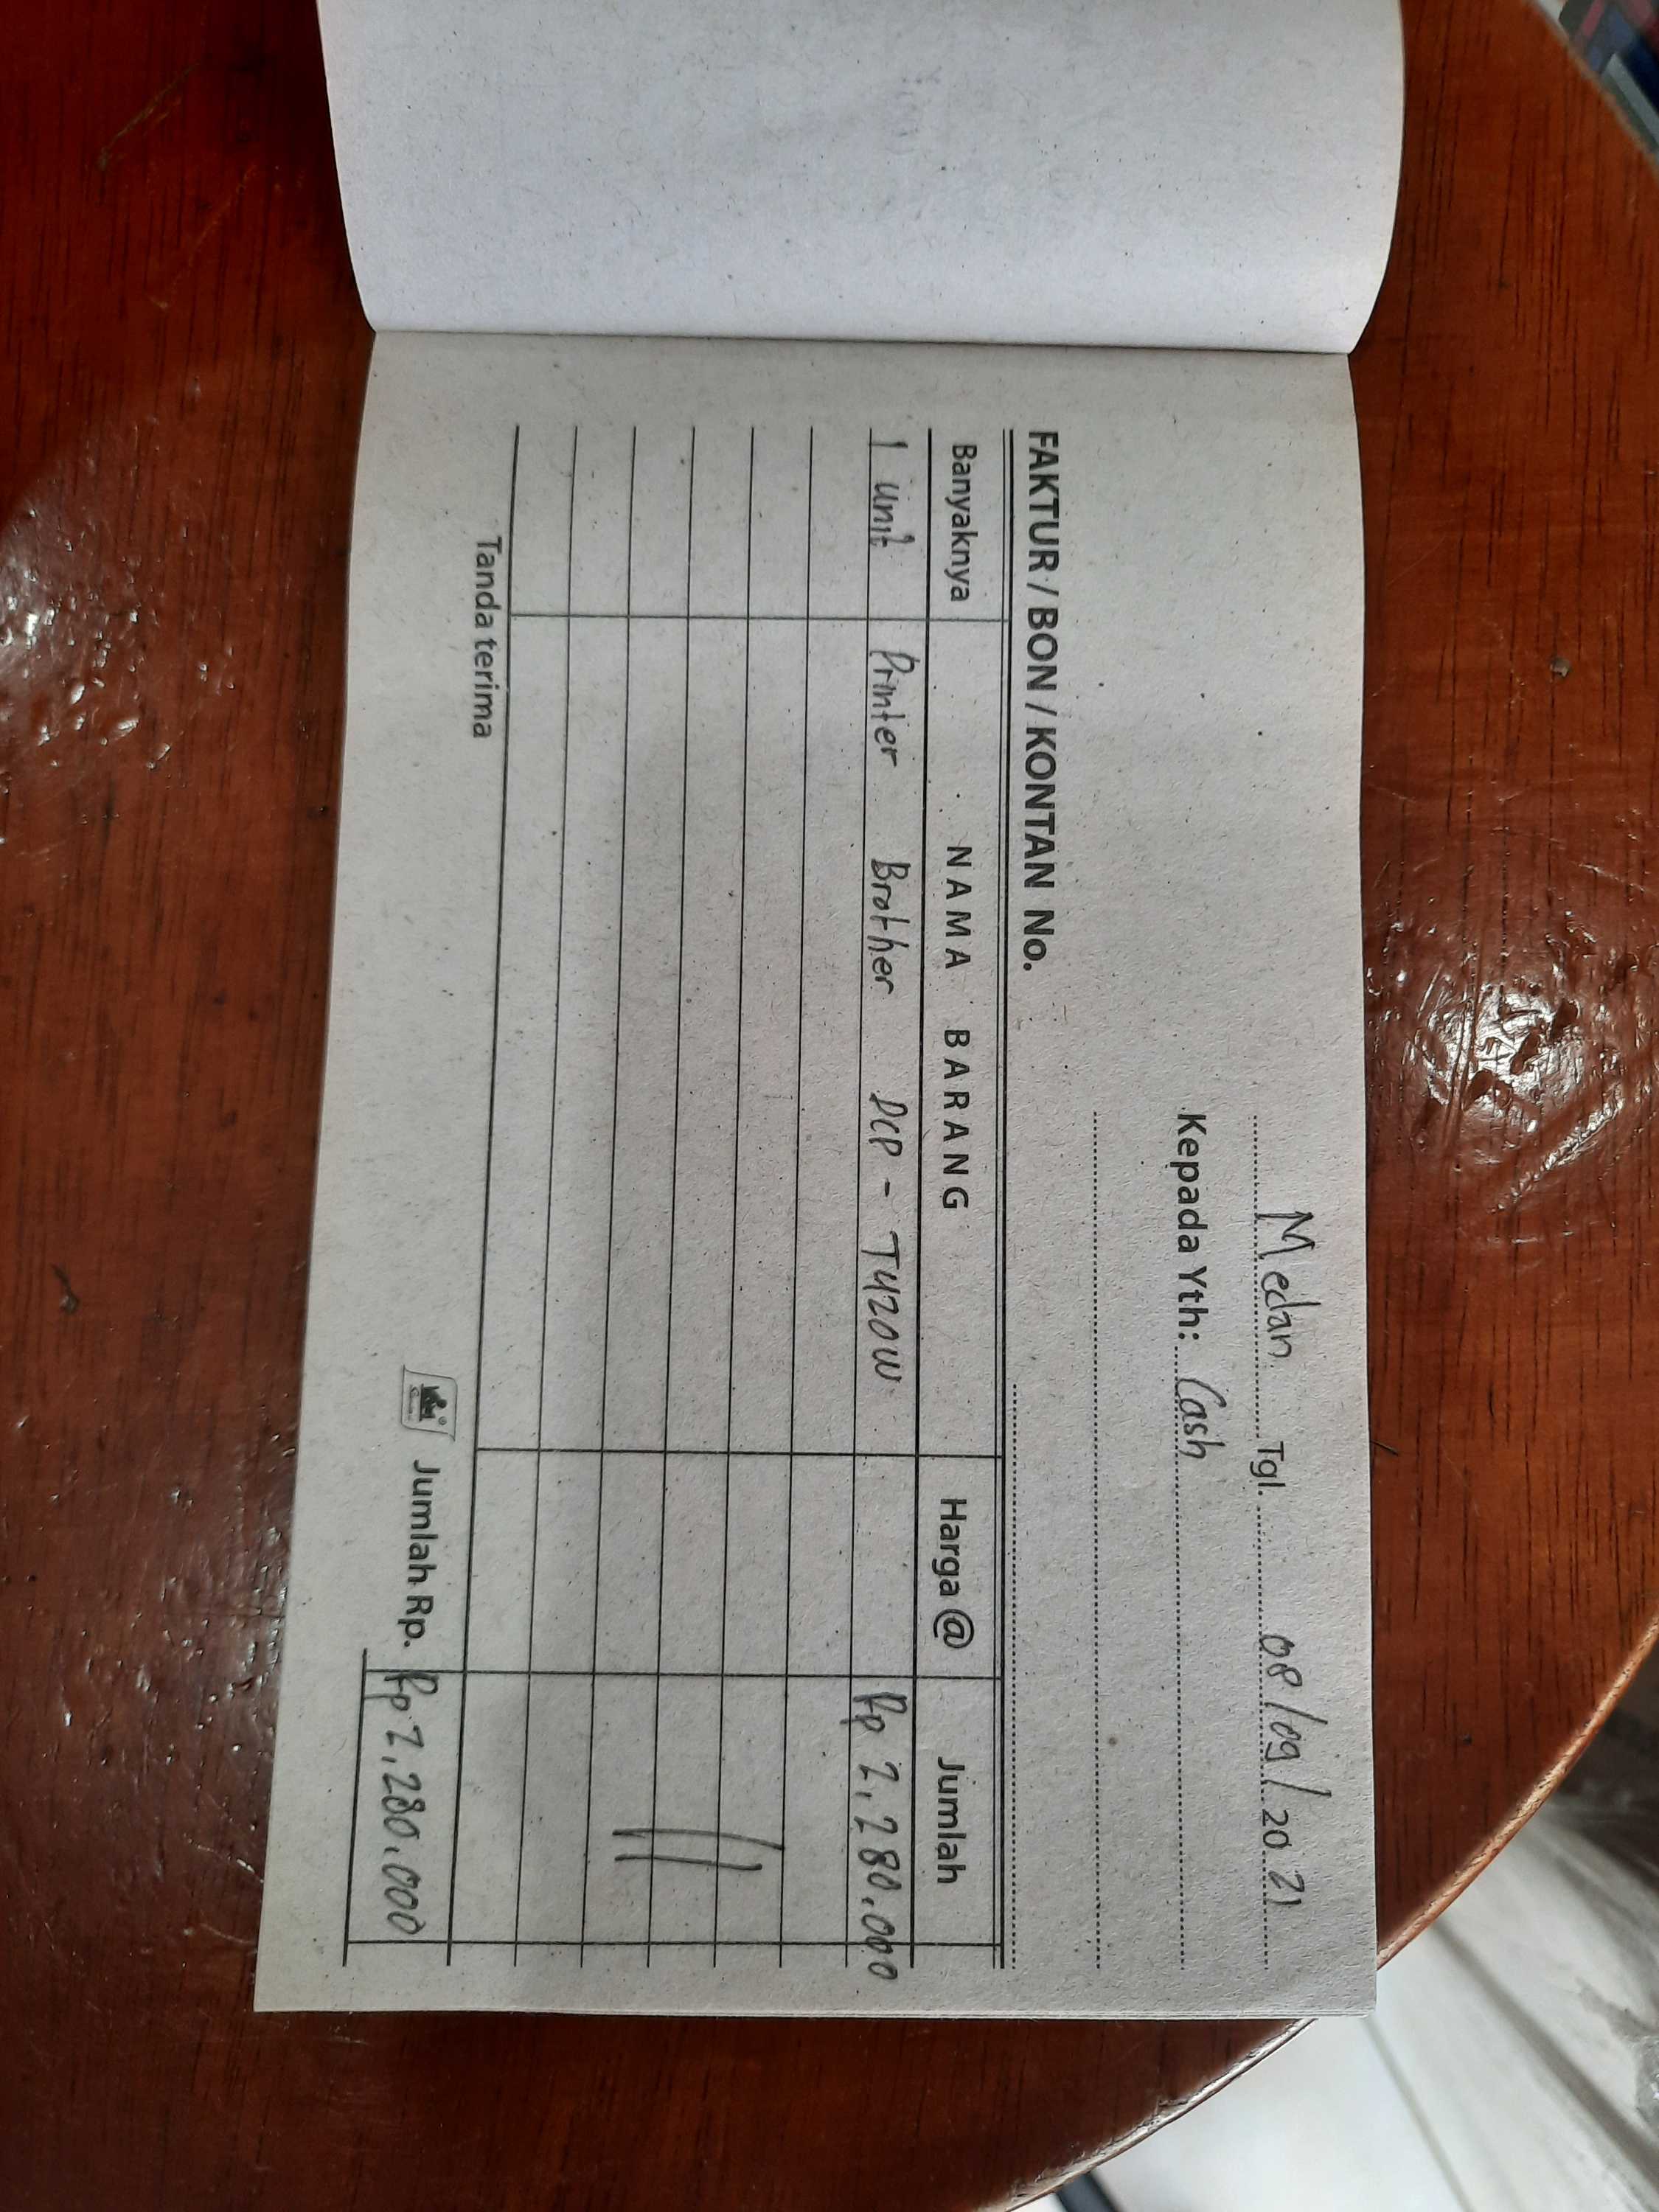 Medan Tgl. 08/09/2021
Kepada Yth: Cash
FAKTUR / BON / KONTAN No.
Banyaknya NAMA BARANG Harga @ Jumlah
1 unit Printer Brother DCP - T420W Rp 2.280.000
Tanda terima
Jumlah Rp. Rp 2.280.000